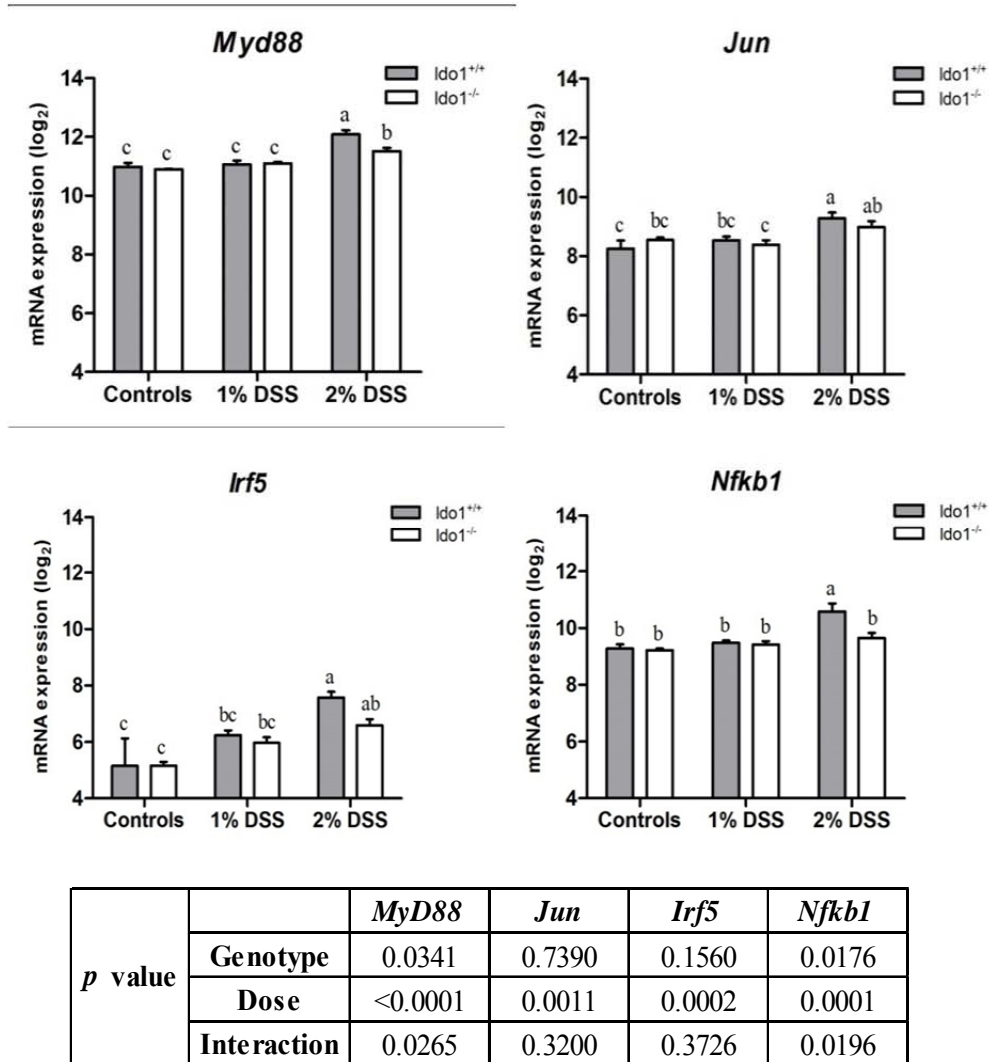 Myd88
Ido1+/+
Ido1-/-
mRNA expression (log2)
14
12
10
8
6
4
c c c c a b
Controls 1% DSS 2% DSS
Jun
Ido1+/+
Ido1-/-
mRNA expression (log2)
14
12
10
8
6
4
c bc bc c a ab
Controls 1% DSS 2% DSS
Irf5
Ido1+/+
Ido1-/-
mRNA expression (log2)
14
12
10
8
6
4
c c bc bc a ab
Controls 1% DSS 2% DSS
Nfkb1
Ido1+/+
Ido1-/-
mRNA expression (log2)
14
12
10
8
6
4
b b b b a b
Controls 1% DSS 2% DSS
p value
MyD88 Jun Irf5 Nfkb1
Genotype 0.0341 0.7390 0.1560 0.0176
Dose <0.0001 0.0011 0.0002 0.0001
Interaction 0.0265 0.3200 0.3726 0.0196